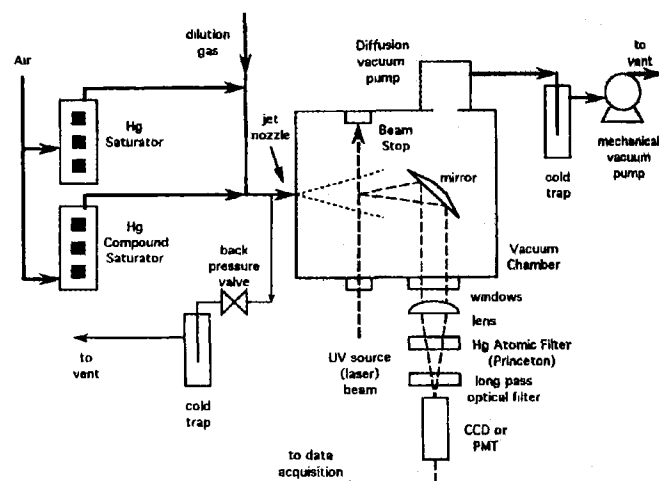 dilution
gas
Air
Hg
Saturator
Hg
Compound
Saturator
jet
nozzle
Diffusion
vacuum
pump
Beam
Stop
mirror
to
vent
mechanical
vacuum
pump
cold
trap
Vacuum
Chamber
back
pressure
valve
to
vent
cold
trap
UV source
(laser)
beam
windows
lens
Hg Atomic Filter
(Princeton)
long pass
optical filter
CCD or
PMT
to data
acquisition